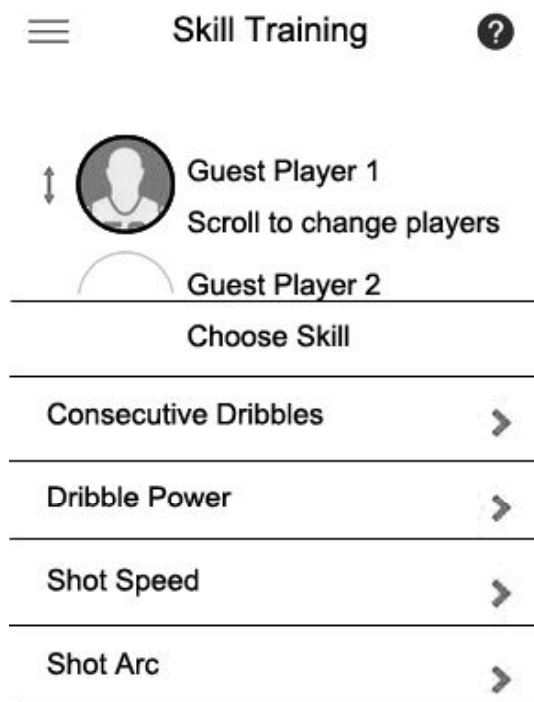 Skill Training
?
Guest Player 1
Scroll to change players
Guest Player 2
Choose Skill
Consecutive Dribbles
Dribble Power
Shot Speed
Shot Arc